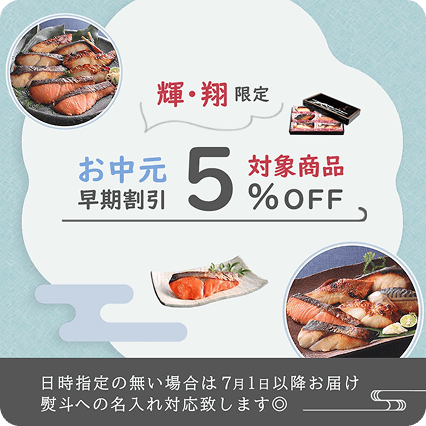 輝・翔 限定
お中元
早期割引
5
対象商品
%OFF
日時指定の無い場合は7月1日以降お届け
熨斗への名入れ対応致します◎